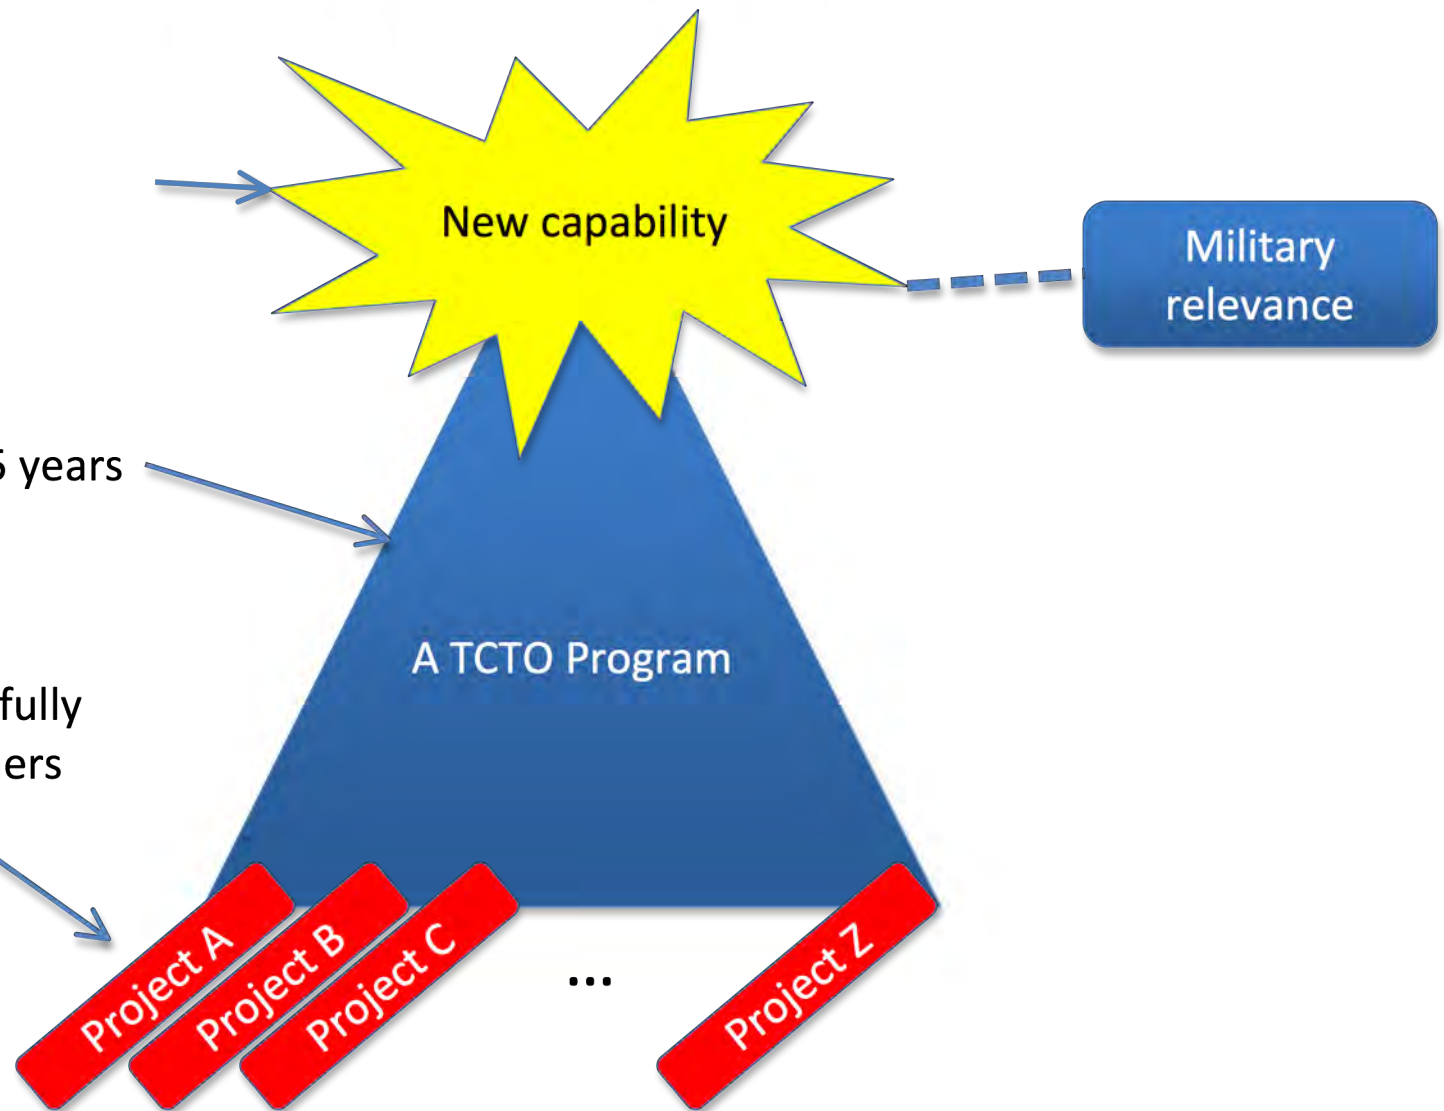 New capability
Military
relevance
years
A TCTO Program
fully
ers
Project A
Project B
Project C
...
Project Z